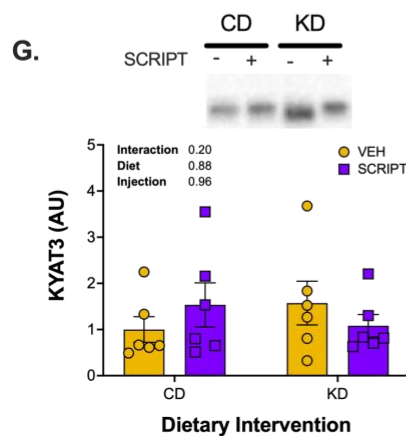 G.
CD KD
SCRIPT - + - +
Interaction 0.20
Diet 0.88
Injection 0.96
VEH
SCRIPT
KYAT3 (AU)
5
4
3
2
1
0
CD KD
Dietary Intervention